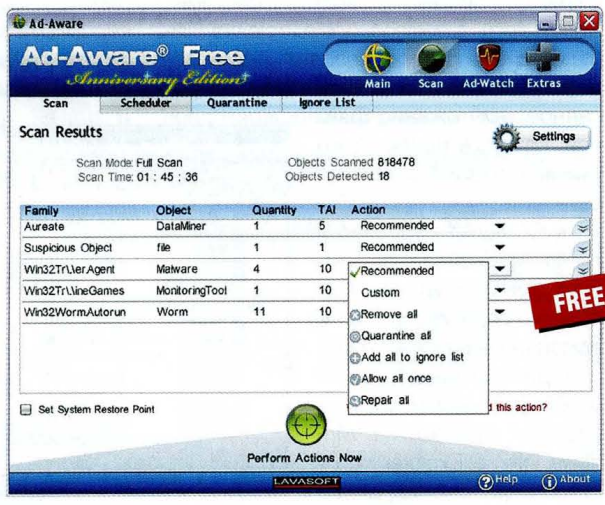 Ad-Aware
Ad-Aware® Free
Anniversary Edition
Main Scan Ad-Watch Extras
Scan Scheduler Quarantine Ignore List
Scan Results
Settings
Scan Mode: Full Scan Objects Scanned 818478
Scan Time: 01 : 45 : 36 Objects Detected 18
Family Object Quantity TAI Action
Aureate DataMiner 1 5 Recommended
Suspicious Object file 1 1 Recommended
Win32Tr\.\erAgent Malware 4 10 Recommended
Win32Tr\.\ineGames MonitoringTool 1 10 Custom
Win32WormAutorun Worm 11 10 Remove all
Quarantine all
Add all to ignore list
Allow all once
Repair all
FREE
Set System Restore Point
this action?
Perform Actions Now
LAVASOFT
Help About